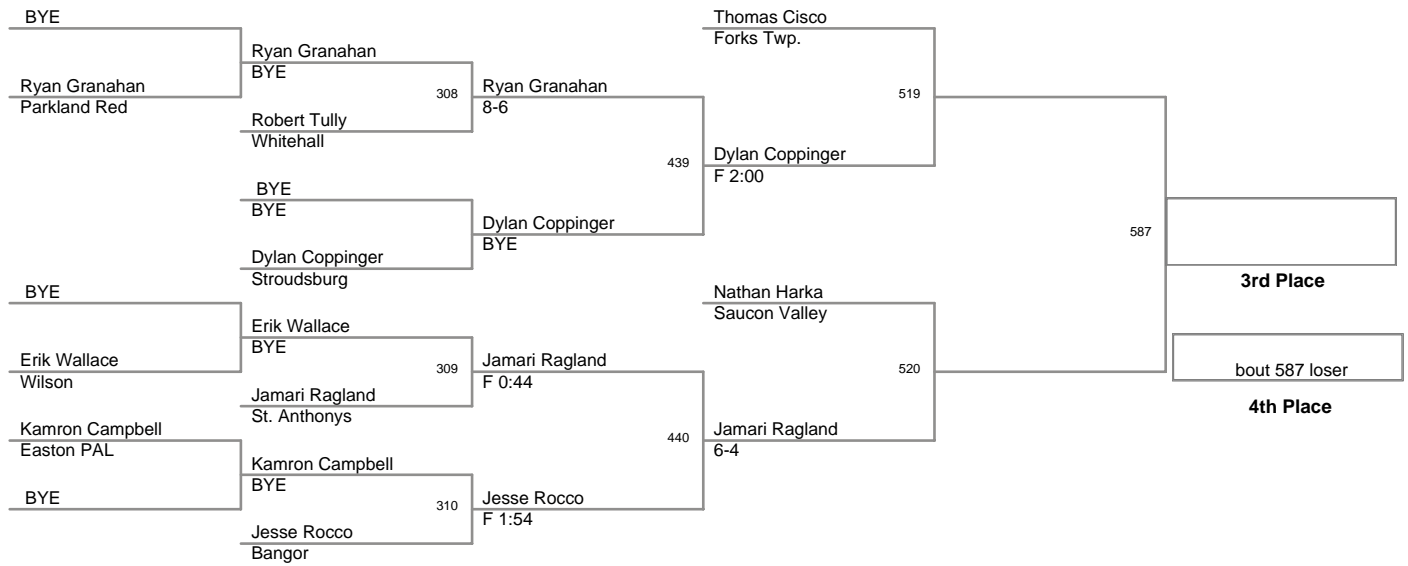 BYE
Ryan Granahan
Parkland Red
Ryan Granahan
BYE
308
Robert Tully
Whitehall
Ryan Granahan
8-6
BYE
BYE
Dylan Coppinger
Stroudsburg
Dylan Coppinger
BYE
439
Thomas Cisco
Forks Twp.
519
Dylan Coppinger
F 2:00
BYE
Erik Wallace
Wilson
Erik Wallace
BYE
309
Jamari Ragland
St. Anthonys
Jamari Ragland
F 0:44
Kamron Campbell
Easton PAL
BYE
Kamron Campbell
BYE
310
Jesse Rocco
Bangor
Jesse Rocco
F 1:54
440
Nathan Harka
Saucon Valley
520
Jamari Ragland
6-4
587
3rd Place
bout 587 loser
4th Place